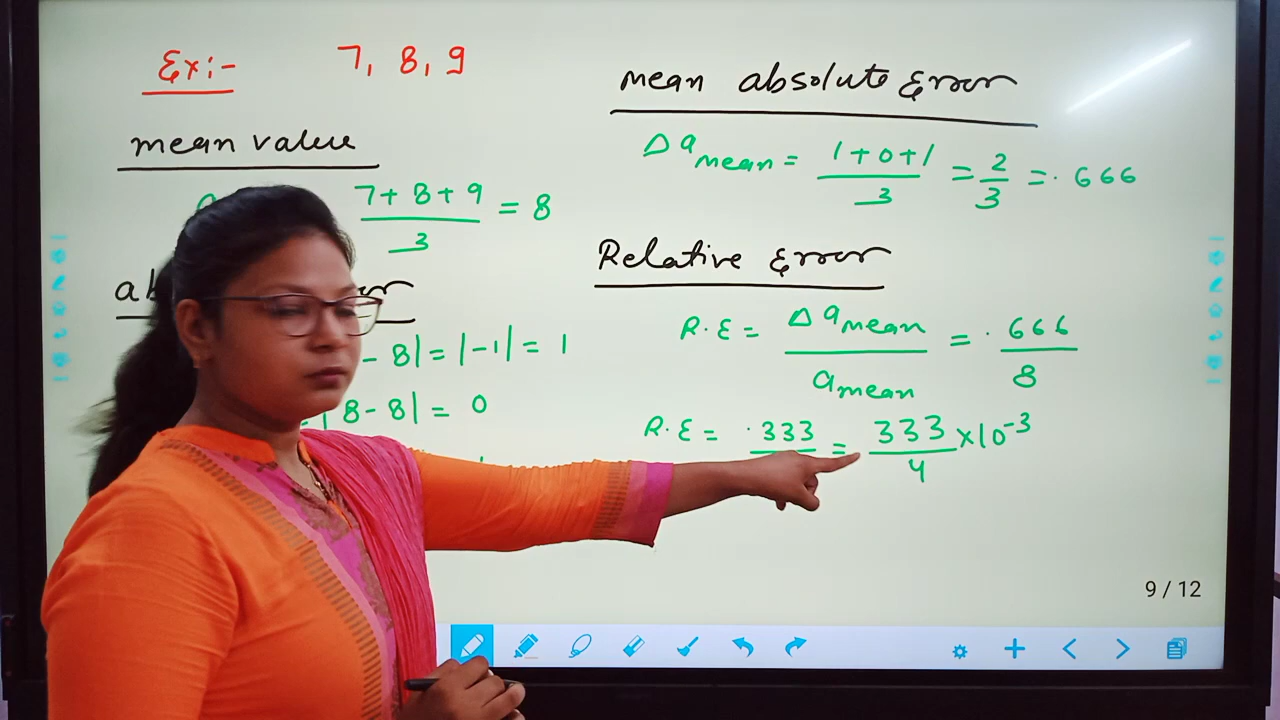 Ex:- 7, 8, 9
mean value
7 + 8 + 9 / 3 = 8
- 8| = |-1| = 1
8 - 8| = 0
mean absolute Error
Δa mean = 1+0+1 / 3 = 2/3 = .666
Relative Error
R.E = Δa mean / a mean = .666 / 8
R.E = .333 = 333 / 4 × 10⁻³
9 / 12